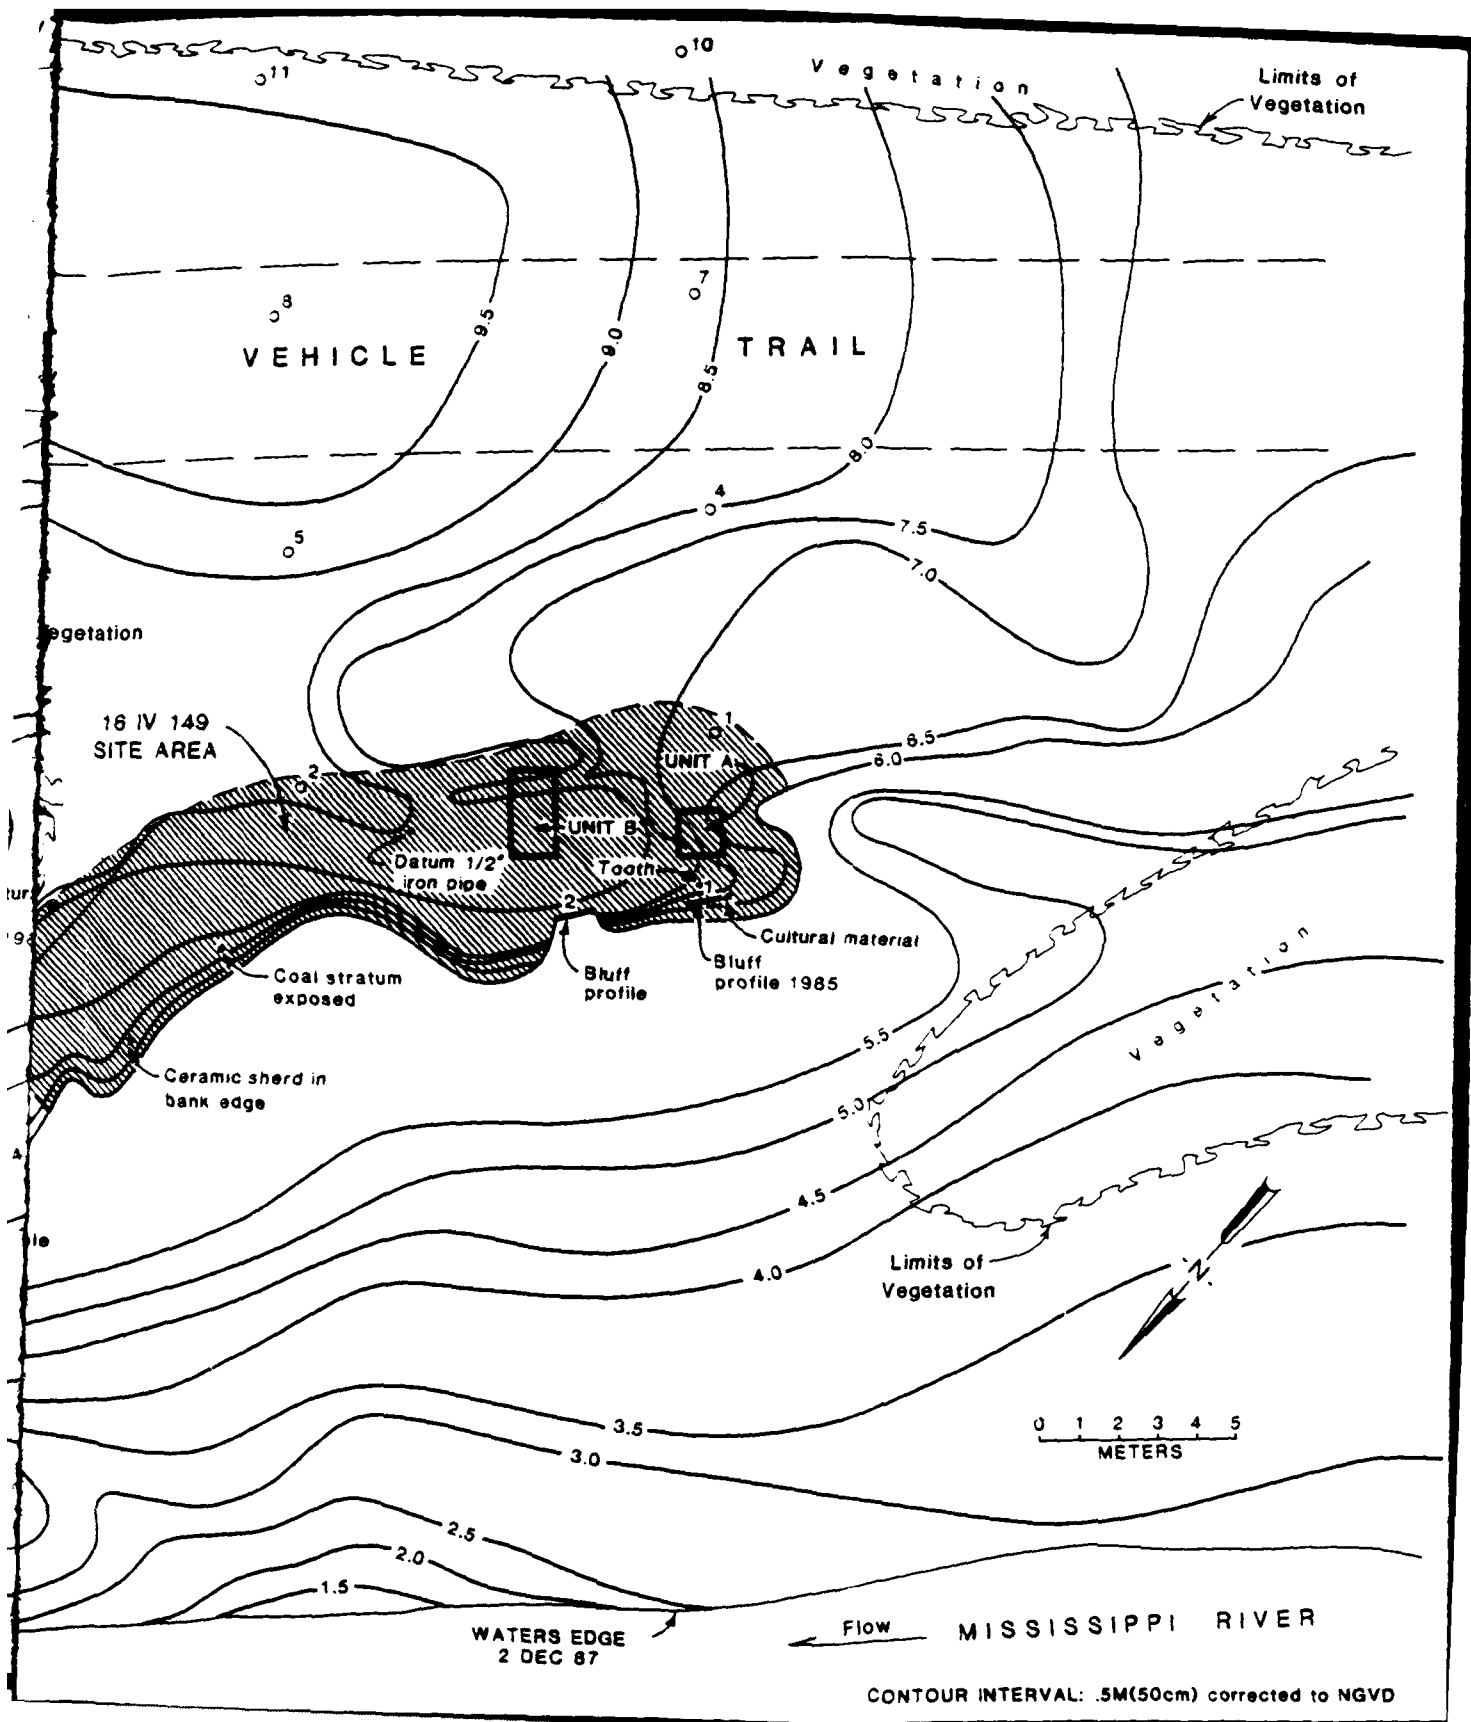 10
11
Vegetation
Limits of
Vegetation
7
8
9.5
9.0
8.5
VEHICLE TRAIL
8.0
4
7.5
5
7.0
egetation
16 IV 149
SITE AREA
1
6.5
UNIT A
6.0
2
UNIT B
Datum 1/2"
iron pipe
Tooth
1
2
Cultural material
Bluff
profile 1985
Bluff
profile
Coal stratum
exposed
Vegetation
5.5
Ceramic sherd in
bank edge
5.0
4.5
Limits of
Vegetation
4.0
N
3.5
3.0
0 1 2 3 4 5
METERS
2.5
2.0
1.5
WATERS EDGE
2 DEC 87
Flow
MISSISSIPPI RIVER
CONTOUR INTERVAL: .5M(50cm) corrected to NGVD